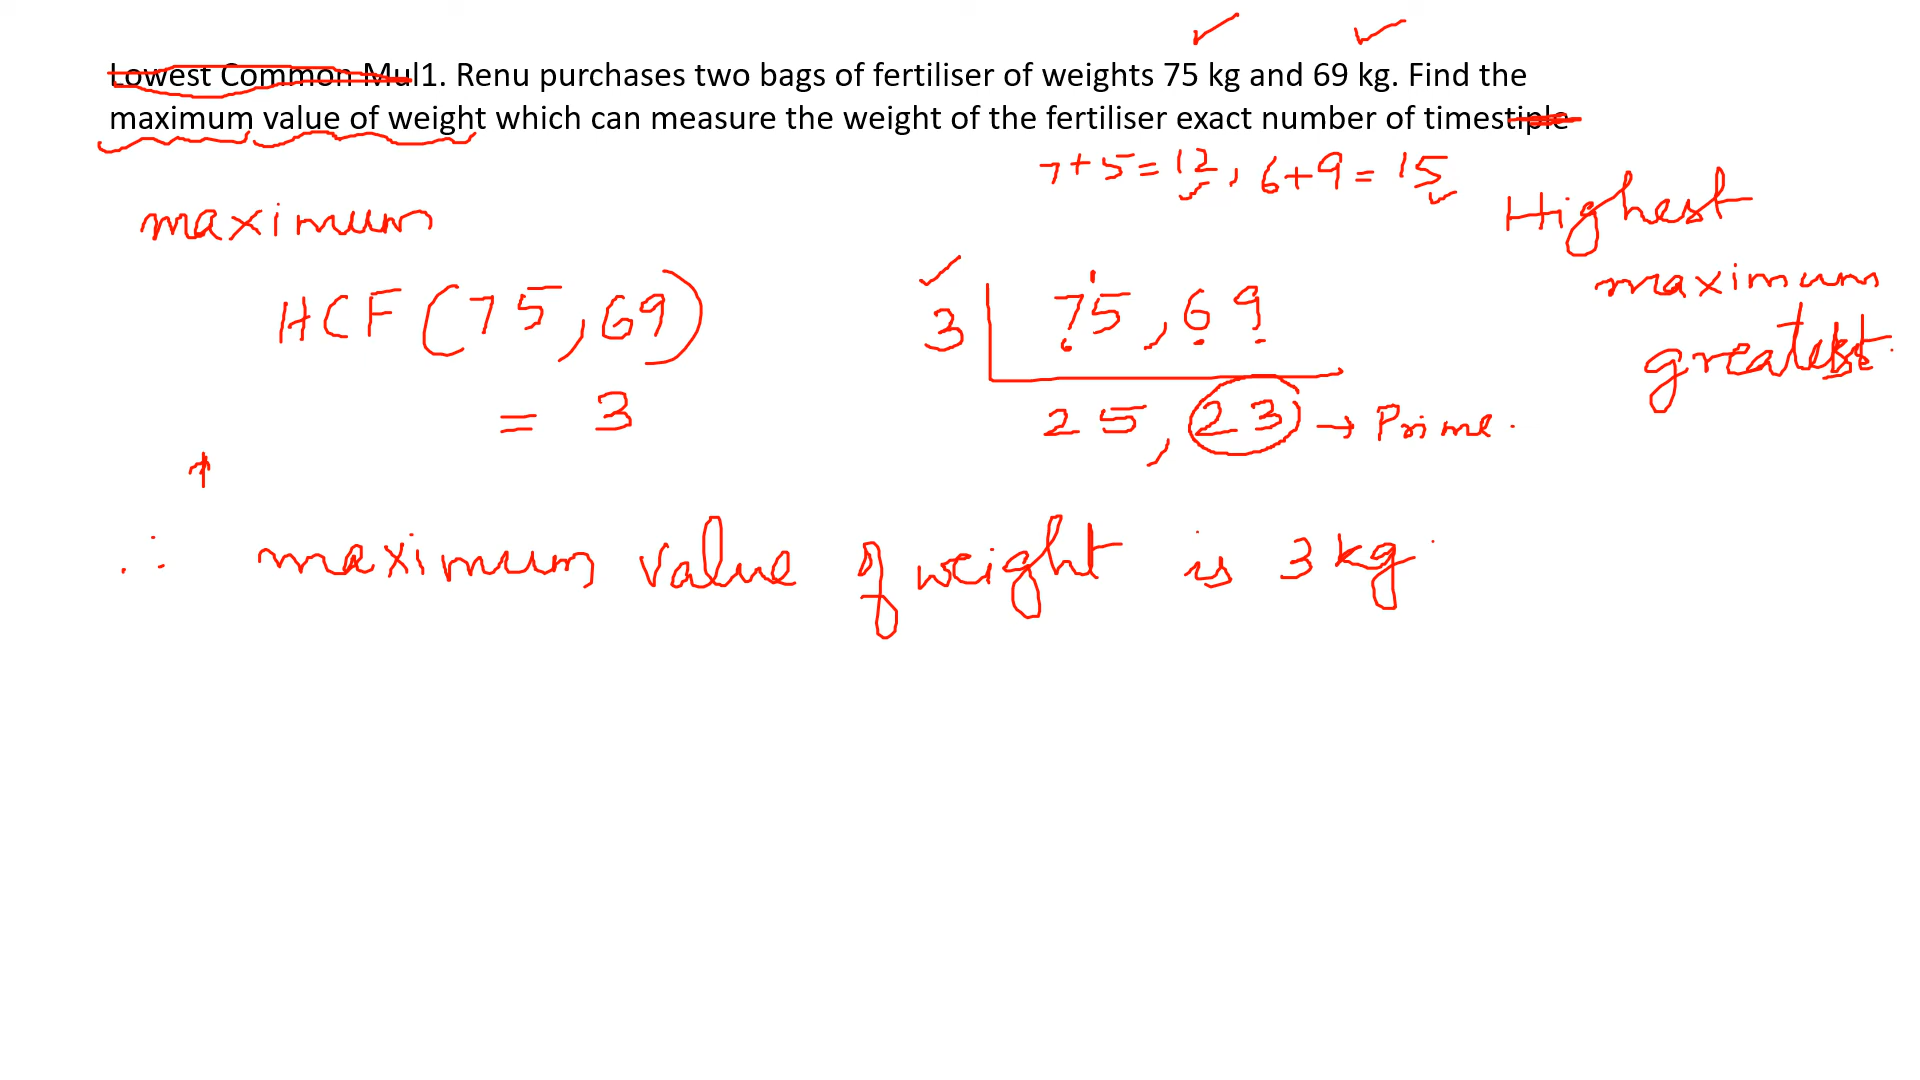 Lowest Common Mul1. Renu purchases two bags of fertiliser of weights 75 kg and 69 kg. Find the
maximum value of weight which can measure the weight of the fertiliser exact number of timestiple
7+5=12, 6+9=15
maximum
Highest
maximum
greatest
HCF(75,69)
= 3
3 | 75, 69
25, 23 → Prime.
∴ maximum value of weight is 3 kg